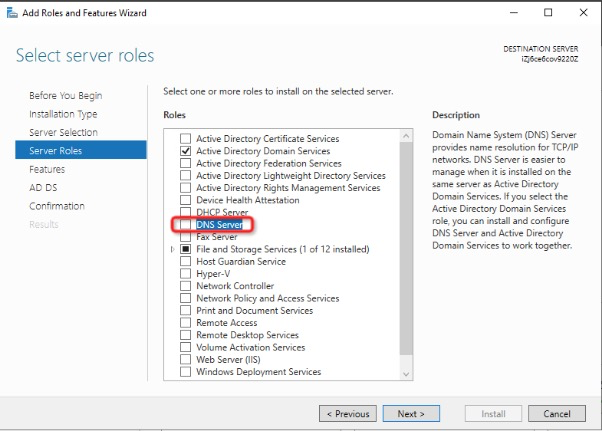 Add Roles and Features Wizard
Select server roles
DESTINATION SERVER
iZj6ce6cov9220Z
Before You Begin
Installation Type
Server Selection
Server Roles
Features
AD DS
Confirmation
Results
Select one or more roles to install on the selected server.
Roles
Active Directory Certificate Services
Active Directory Domain Services
Active Directory Federation Services
Active Directory Lightweight Directory Services
Active Directory Rights Management Services
Device Health Attestation
DHCP Server
DNS Server
Fax Server
File and Storage Services (1 of 12 installed)
Host Guardian Service
Hyper-V
Network Controller
Network Policy and Access Services
Print and Document Services
Remote Access
Remote Desktop Services
Volume Activation Services
Web Server (IIS)
Windows Deployment Services
Description
Domain Name System (DNS) Server
provides name resolution for TCP/IP
networks. DNS Server is easier to
manage when it is installed on the
same server as Active Directory
Domain Services. If you select the
Active Directory Domain Services
role, you can install and configure
DNS Server and Active Directory
Domain Services to work together.
< Previous
Next >
Install
Cancel